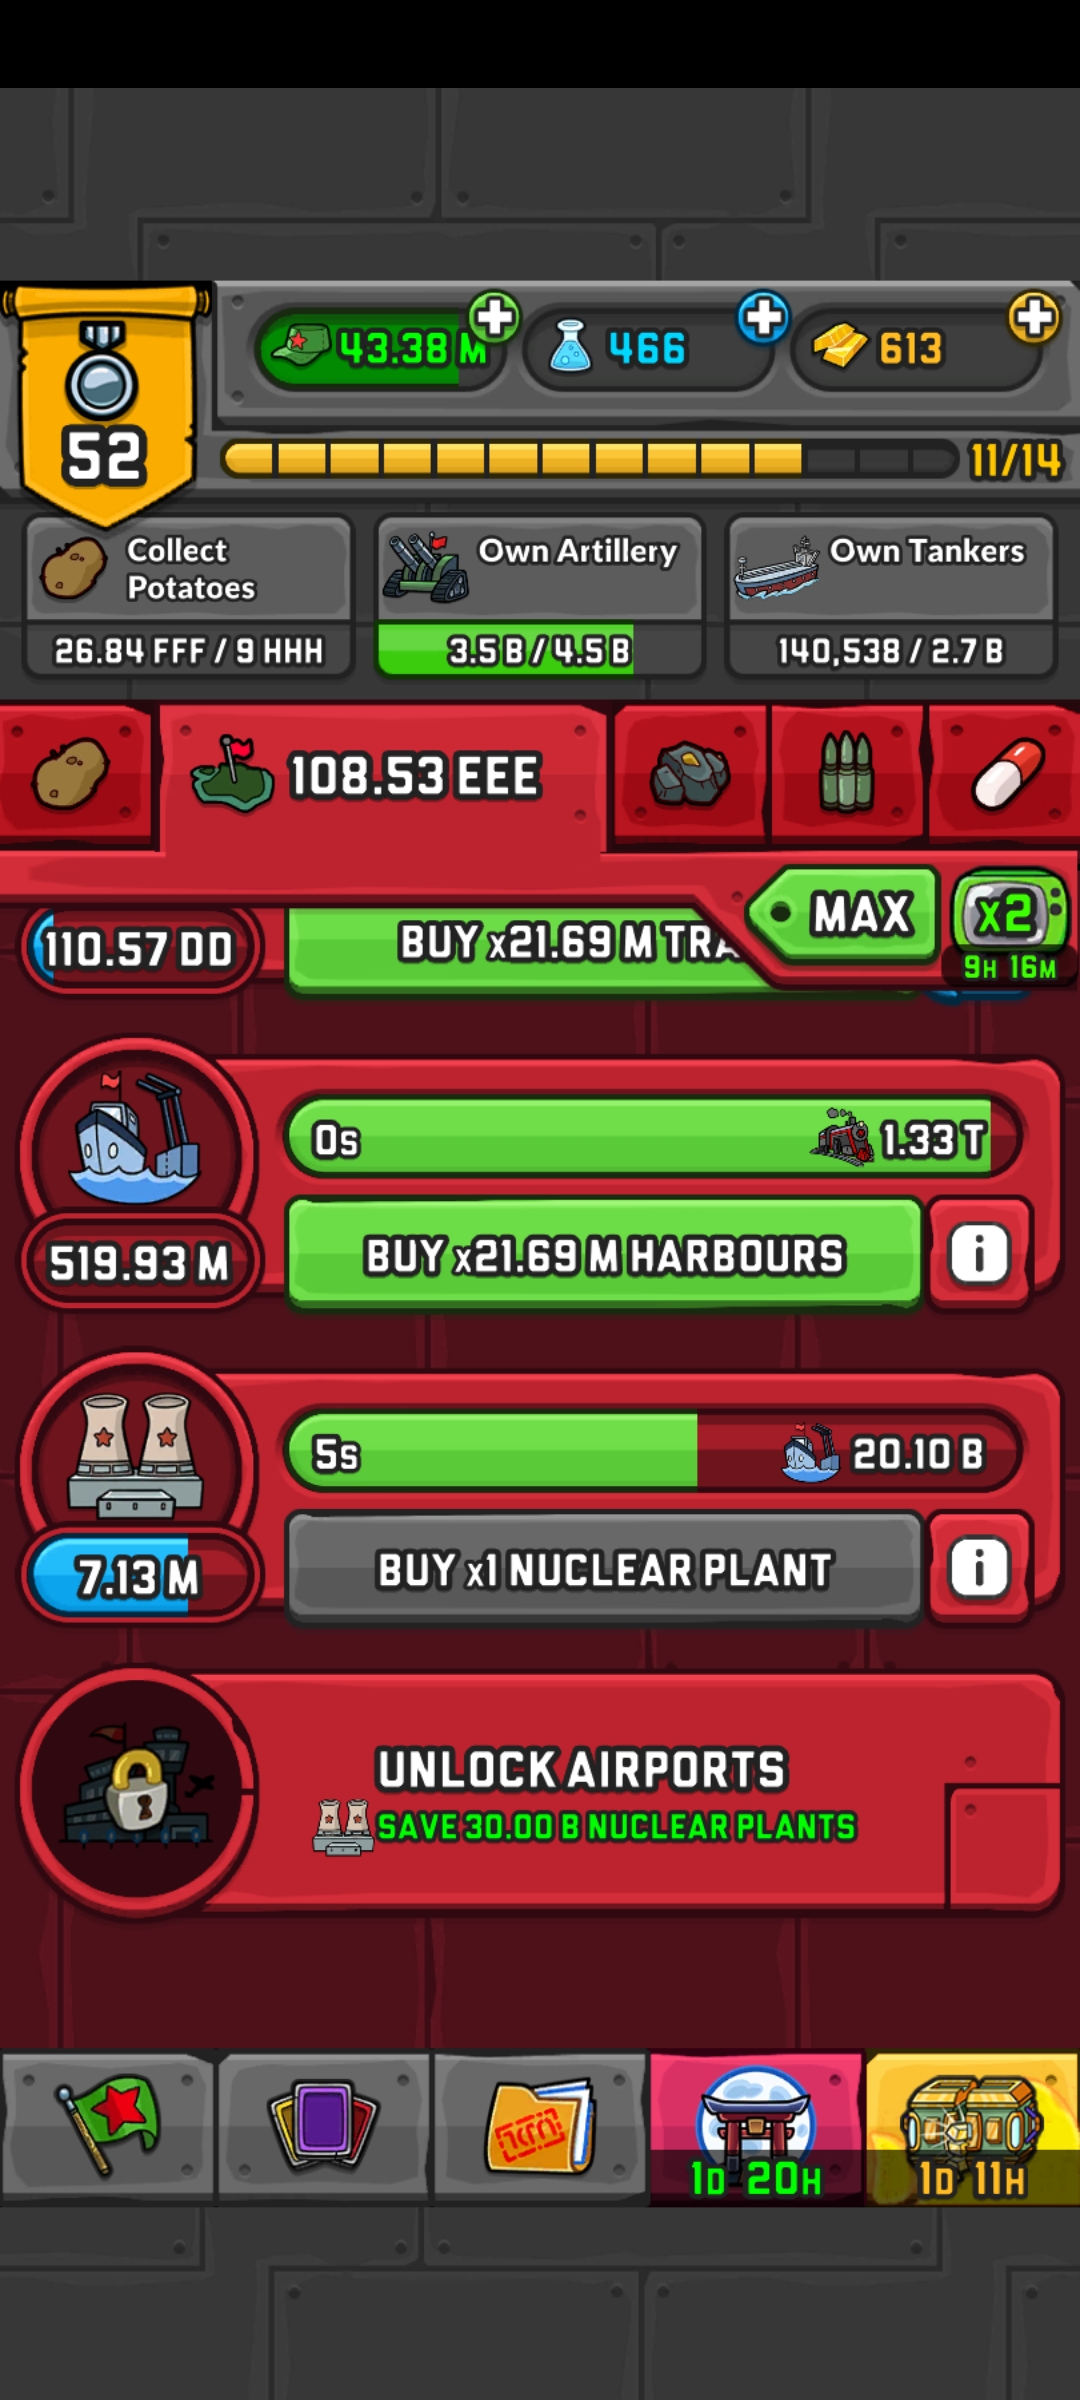 43.38 M
466
613
52
11/14
Collect
Potatoes
26.84 FFF / 9 HHH
Own Artillery
3.5 B / 4.5 B
Own Tankers
140,538 / 2.7 B
108.53 EEE
MAX
x2
9H 16M
110.57 DD
BUY x21.69 M
0s
1.33 T
519.93 M
BUY x21.69 M HARBOURS
i
5s
20.10 B
7.13 M
BUY x1 NUCLEAR PLANT
i
UNLOCK AIRPORTS
SAVE 30.00 B NUCLEAR PLANTS
1D 20H
1D 11H